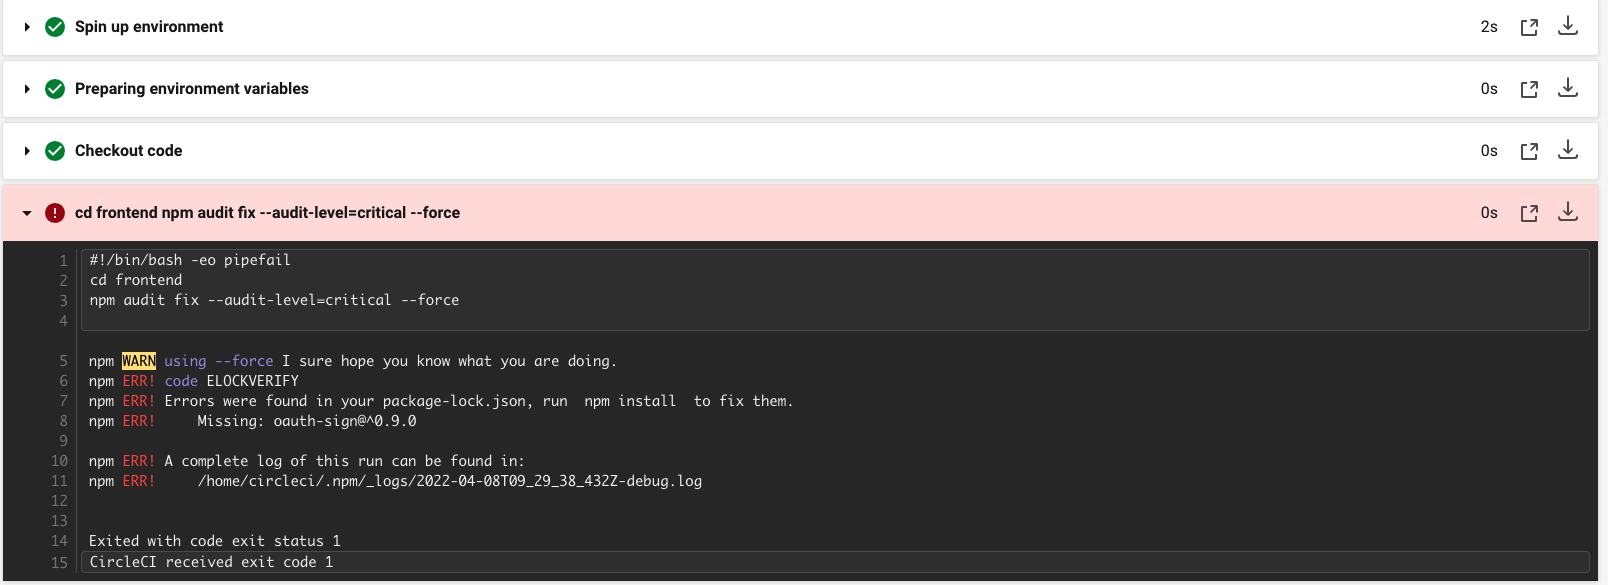 Spin up environment 2s
Preparing environment variables 0s
Checkout code 0s
cd frontend npm audit fix --audit-level=critical --force 0s
1 #!/bin/bash -eo pipefail
2 cd frontend
3 npm audit fix --audit-level=critical --force
4
5 npm WARN using --force I sure hope you know what you are doing.
6 npm ERR! code ELOCKVERIFY
7 npm ERR! Errors were found in your package-lock.json, run  npm install  to fix them.
8 npm ERR!     Missing: oauth-sign@^0.9.0
9
10 npm ERR! A complete log of this run can be found in:
11 npm ERR!     /home/circleci/.npm/_logs/2022-04-08T09_29_38_432Z-debug.log
12
13
14 Exited with code exit status 1
15 CircleCI received exit code 1